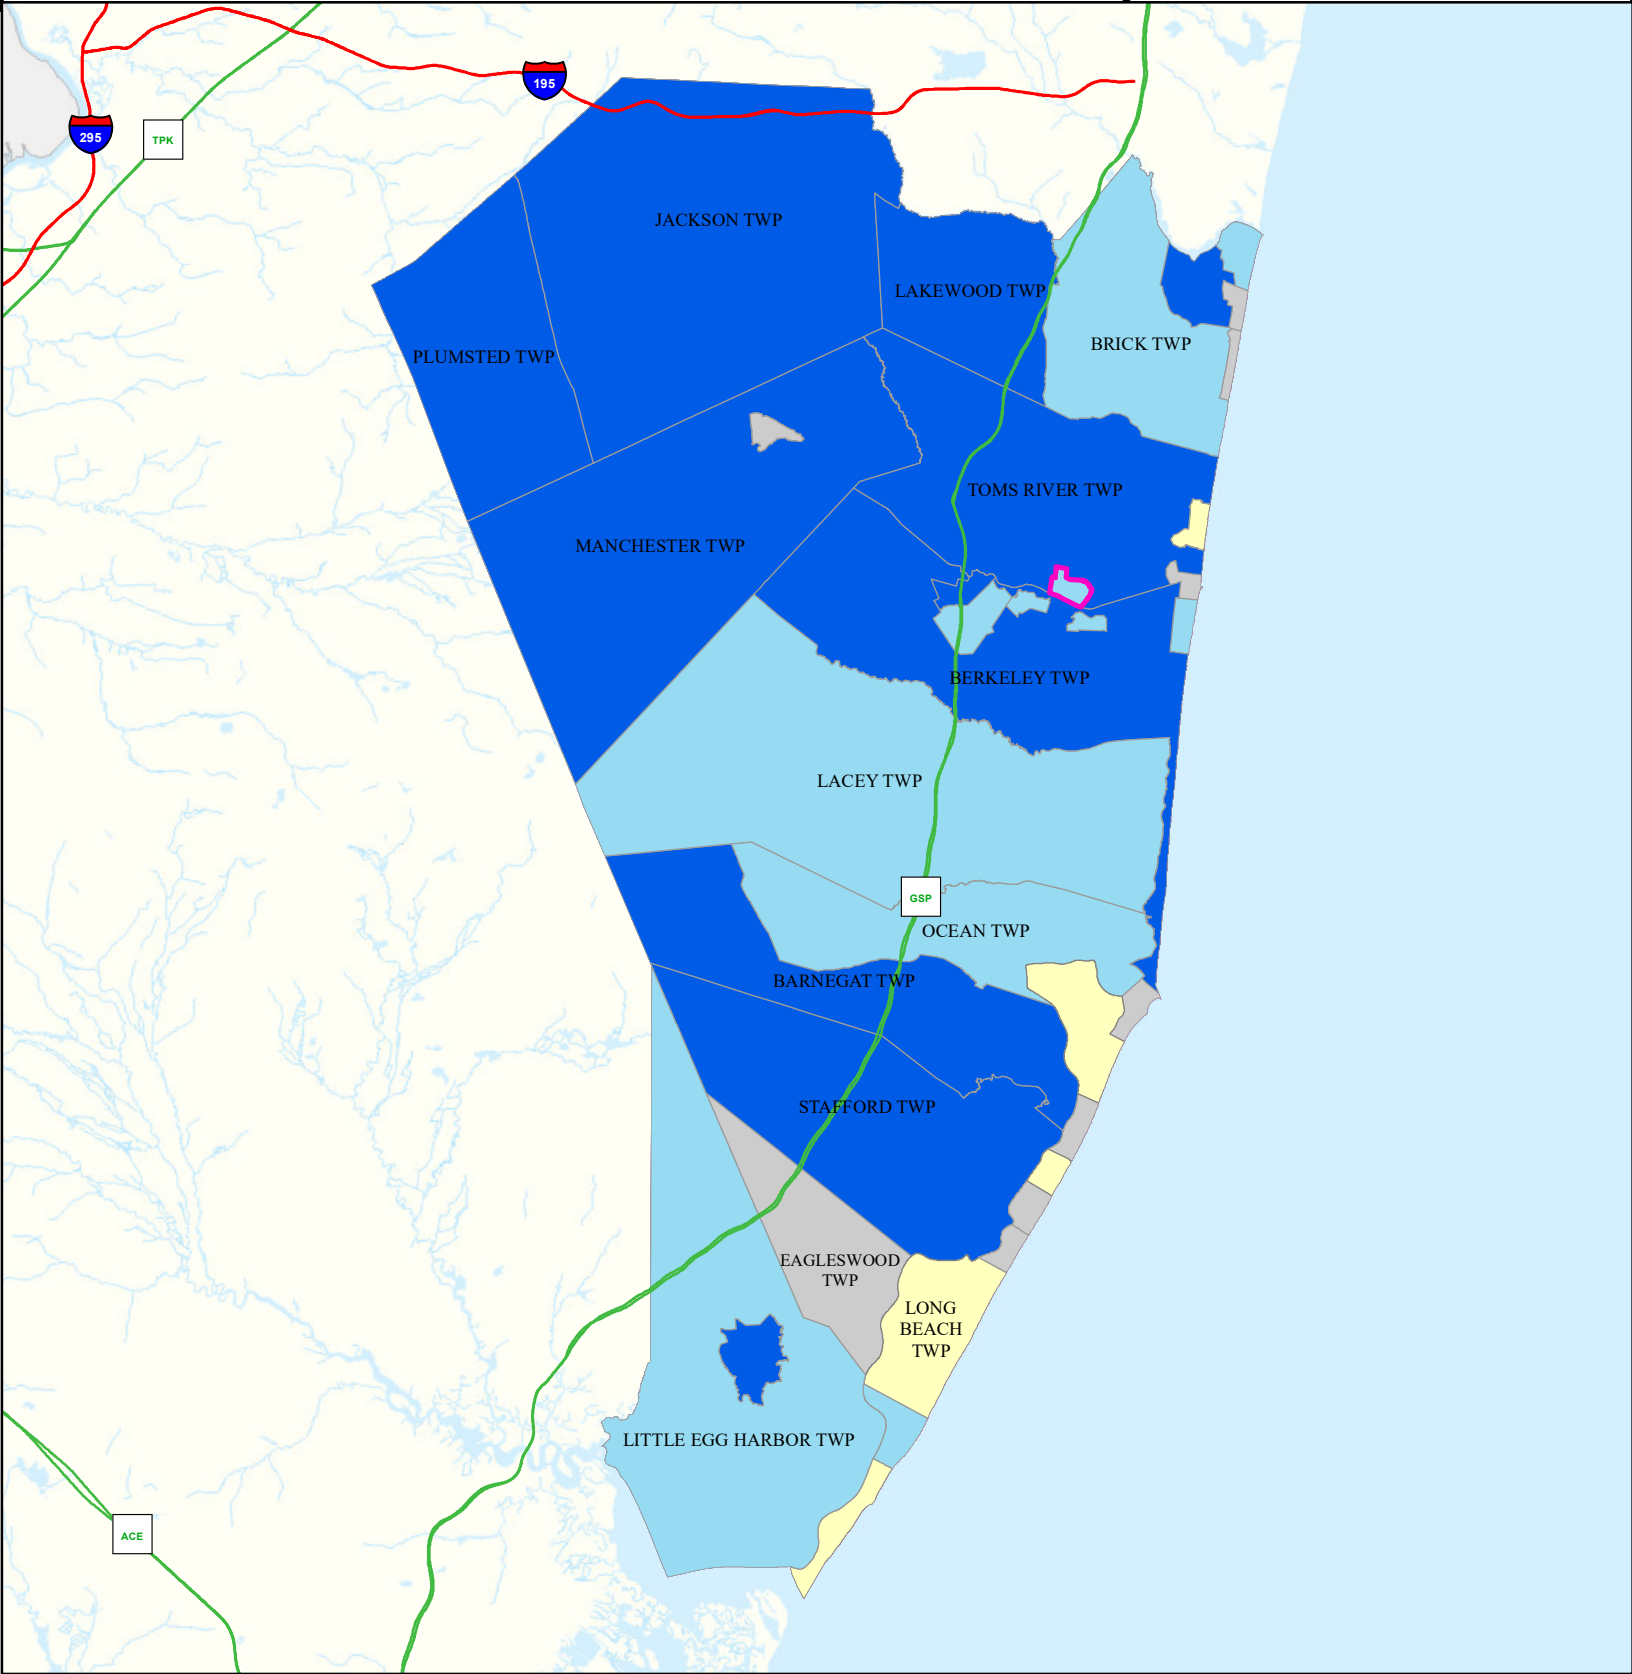 195
295
TPK
JACKSON TWP
LAKEWOOD TWP
BRICK TWP
PLUMSTED TWP
TOMS RIVER TWP
MANCHESTER TWP
BERKELEY TWP
LACEY TWP
GSP
OCEAN TWP
BARNEGAT TWP
STAFFORD TWP
EAGLESWOOD
TWP
LONG
BEACH
TWP
LITTLE EGG HARBOR TWP
ACE